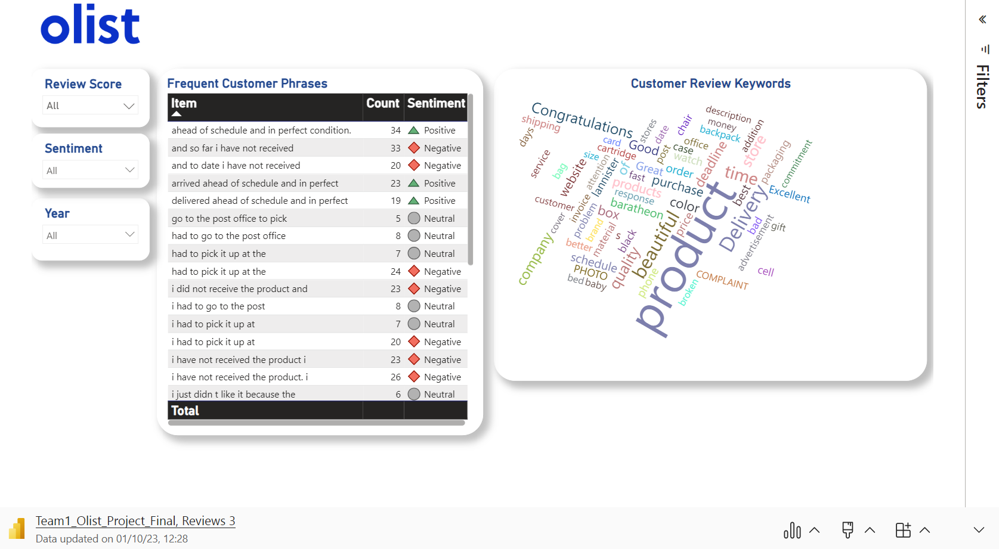 olist
Review Score
All
Sentiment
All
Year
All
Frequent Customer Phrases
Item Count Sentiment
ahead of schedule and in perfect condition. 34 Positive
and so far i have not received 33 Negative
and to date i have not received 20 Negative
arrived ahead of schedule and in perfect 23 Positive
delivered ahead of schedule and in perfect 19 Positive
go to the post office to pick 5 Neutral
had to go to the post office 8 Neutral
had to pick it up at the 7 Neutral
had to pick it up at the 24 Negative
i did not receive the product and 23 Negative
i had to go to the post 8 Neutral
i had to pick it up at 7 Neutral
i had to pick it up at 20 Negative
i have not received the product i 23 Negative
i have not received the product. i 26 Negative
i just didn t like it because the 6 Neutral
Total
Customer Review Keywords
Congratulations
shipping
days
stores
date
chair
description
money
backpack
addition
card
Good
cartridge
post
case
office
watch
deadline
store
packaging
commitment
service
size
bag
website
attention
lannister
of
Great
fast
order
purchase
time
products
response
baratheon
color
best
Delivery
Excellent
customer
cover
invoice
problem
box
brand
material
s
black
price
beautiful
product
bad
gift
advertisement
company
better
schedule
PHOTO
bed
baby
quality
phone
broken
COMPLAINT
cell
Filters
Team1_Olist_Project_Final, Reviews 3
Data updated on 01/10/23, 12:28